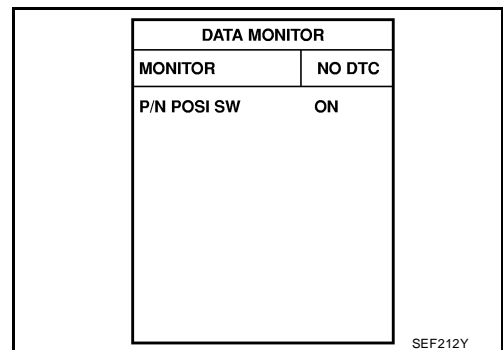 DATA MONITOR
MONITOR NO DTC
P/N POSI SW ON
SEF212Y